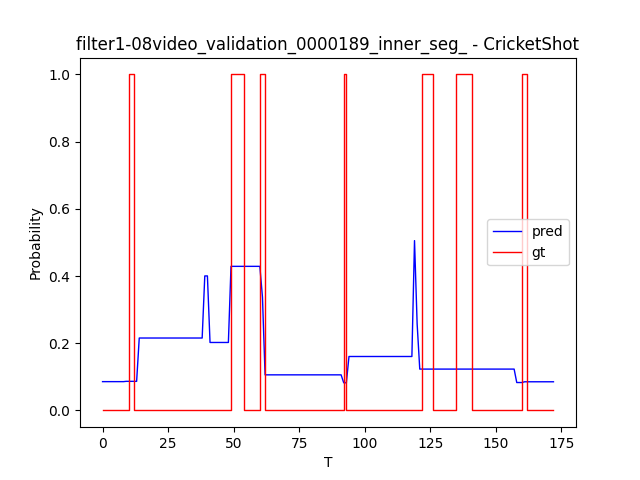 filter1-08video_validation_0000189_inner_seg_ - CricketShot
1.0
0.8
0.6
0.4
0.2
0.0
Probability
pred
gt
0
25
50
75
100
125
150
175
T